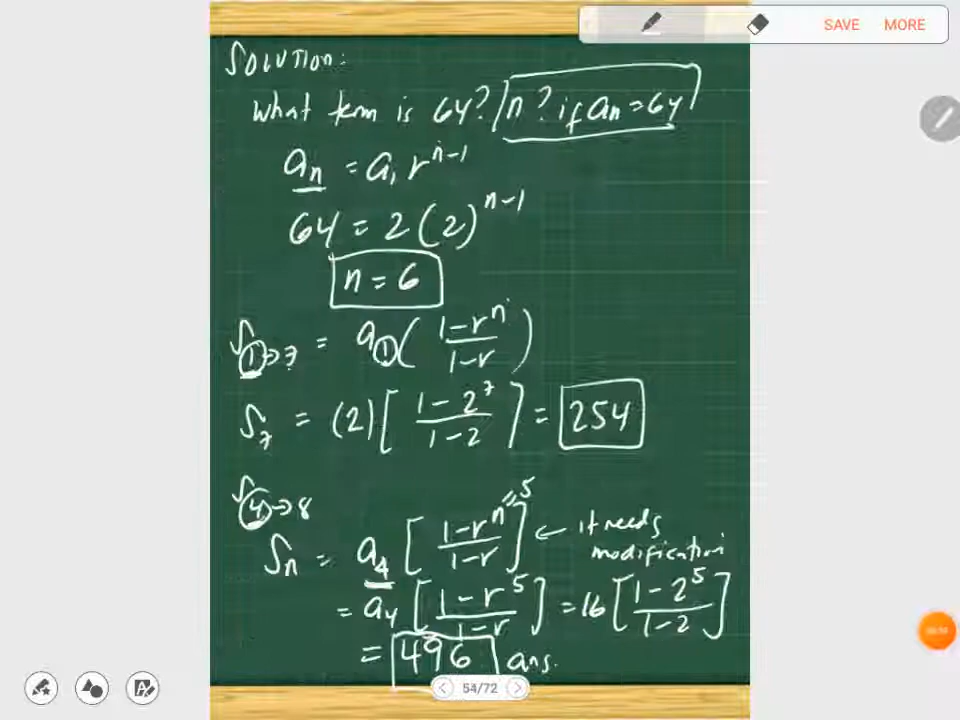 SAVE MORE
Solution:
What term is 64? n? if an = 64
an = a1 r^n-1
64 = 2(2)^n-1
n = 6
S1→7 = a1(1-r^n/1-r)
S7 = (2)[1-2^7/1-2] = 254
S4→8
Sn = a4[1-r^n=5/1-r] ← it needs
modification
= a4[1-r^5/1-r] = 16[1-2^5/1-2]
= 496 ans.
54/72